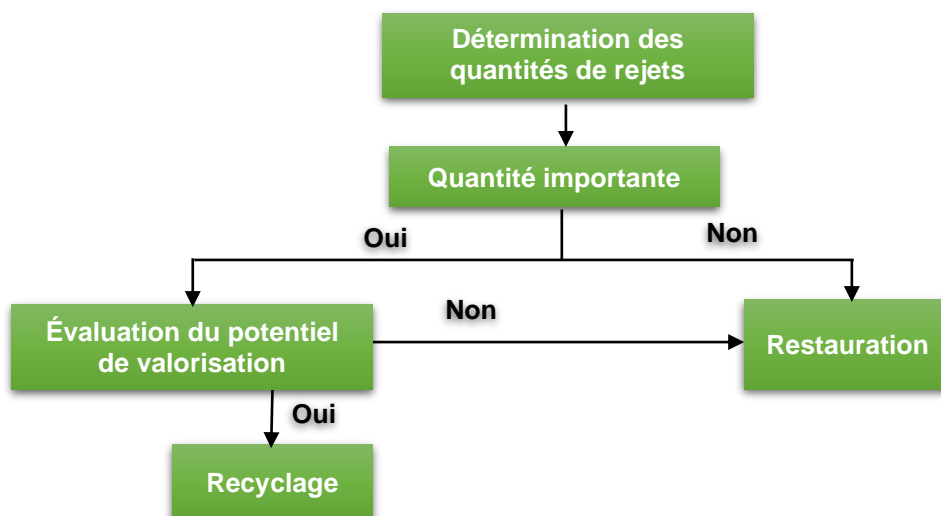 Détermination des
quantités de rejets
Quantité importante
Oui
Non
Évaluation du potentiel
de valorisation
Non
Restauration
Oui
Recyclage